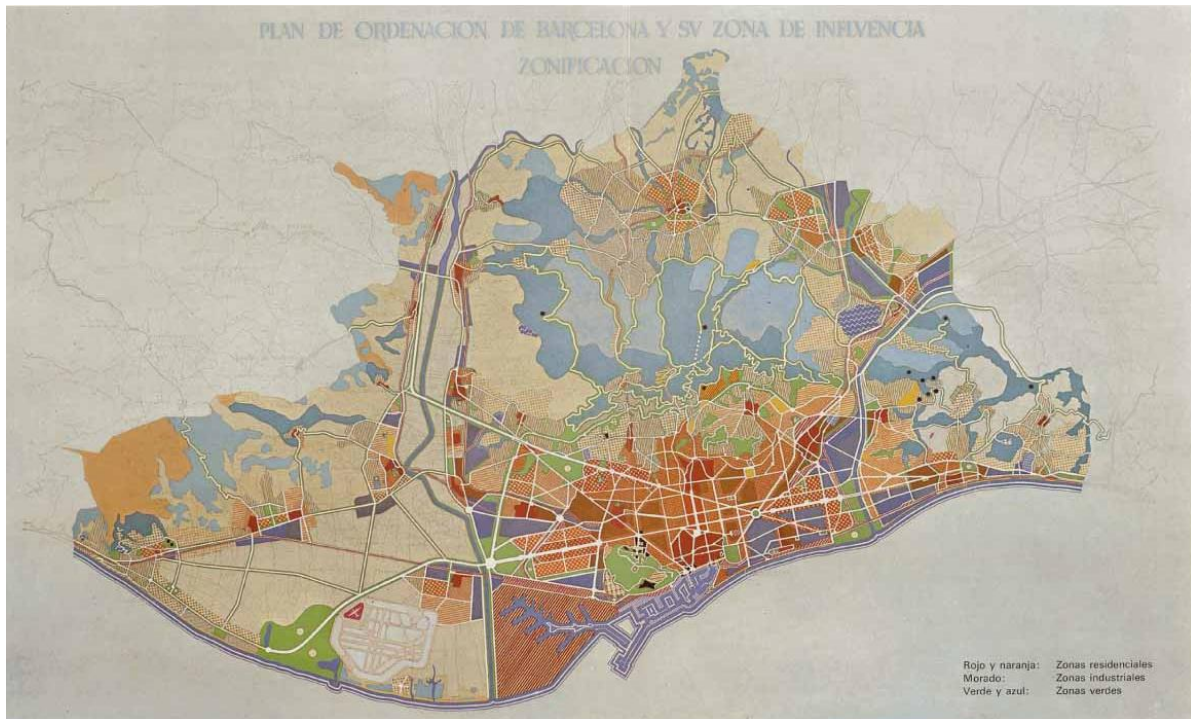 PLAN DE ORDENACION DE BARCELONA Y SV ZONA DE INFLVENCIA
ZONIFICACION
Rojo y naranja: Zonas residenciales
Morado: Zonas industriales
Verde y azul: Zonas verdes